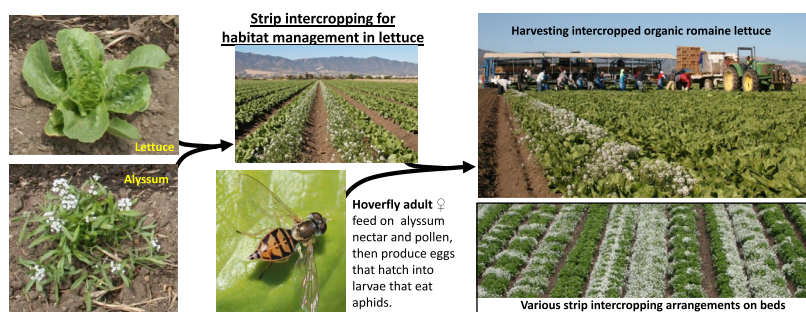 Strip intercropping for
habitat management in lettuce
Harvesting intercropped organic romaine lettuce
Lettuce
Alyssum
Hoverfly adult ♀
feed on alyssum
nectar and pollen,
then produce eggs
that hatch into
larvae that eat
aphids.
Various strip intercropping arrangements on beds